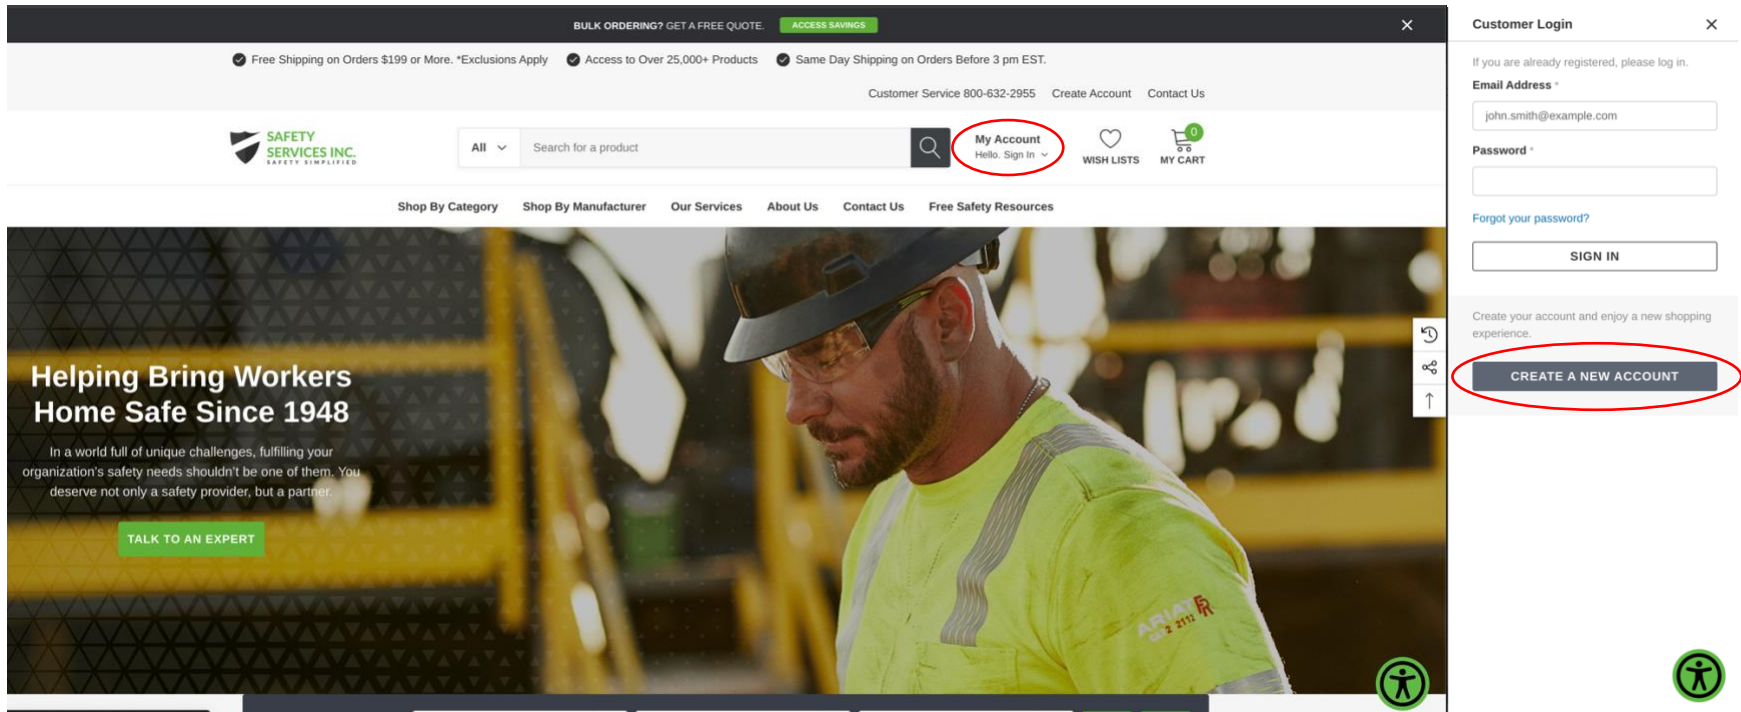 BULK ORDERING? GET A FREE QUOTE. ACCESS SAVINGS
Free Shipping on Orders $199 or More. *Exclusions Apply Access to Over 25,000+ Products Same Day Shipping on Orders Before 3 pm EST.
Customer Service 800-632-2955 Create Account Contact Us
SAFETY
SERVICES INC.
SAFETY SIMPLIFIED
All Search for a product
My Account
Hello. Sign In
WISH LISTS
0
MY CART
Shop By Category Shop By Manufacturer Our Services About Us Contact Us Free Safety Resources
Helping Bring Workers
Home Safe Since 1948
In a world full of unique challenges, fulfilling your
organization's safety needs shouldn't be one of them. You
deserve not only a safety provider, but a partner.
TALK TO AN EXPERT
ARIAT FR
2 2112
Customer Login
If you are already registered, please log in.
Email Address *
john.smith@example.com
Password *
Forgot your password?
SIGN IN
Create your account and enjoy a new shopping
experience.
CREATE A NEW ACCOUNT